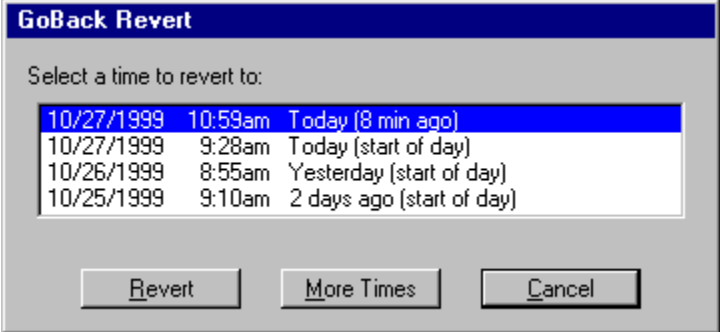 GoBack Revert
Select a time to revert to:
10/27/1999 10:59am Today (8 min ago)
10/27/1999 9:28am Today (start of day)
10/26/1999 8:55am Yesterday (start of day)
10/25/1999 9:10am 2 days ago (start of day)
Revert More Times Cancel